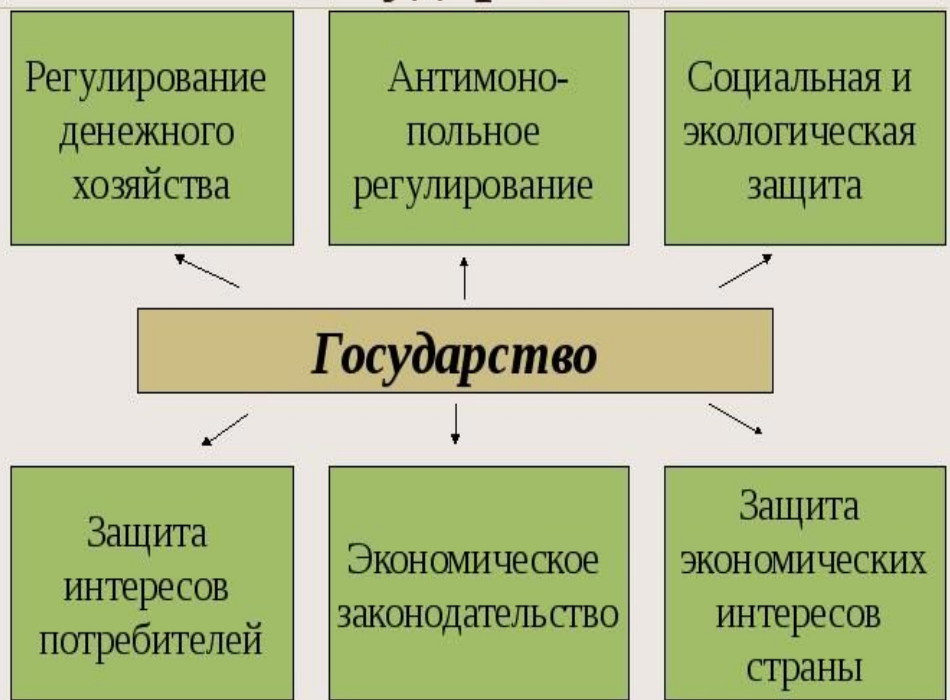 Регулирование
денежного
хозяйства
Антимоно-
польное
регулирование
Социальная и
экологическая
защита
Государство
Защита
интересов
потребителей
Экономическое
законодательство
Защита
экономических
интересов
страны